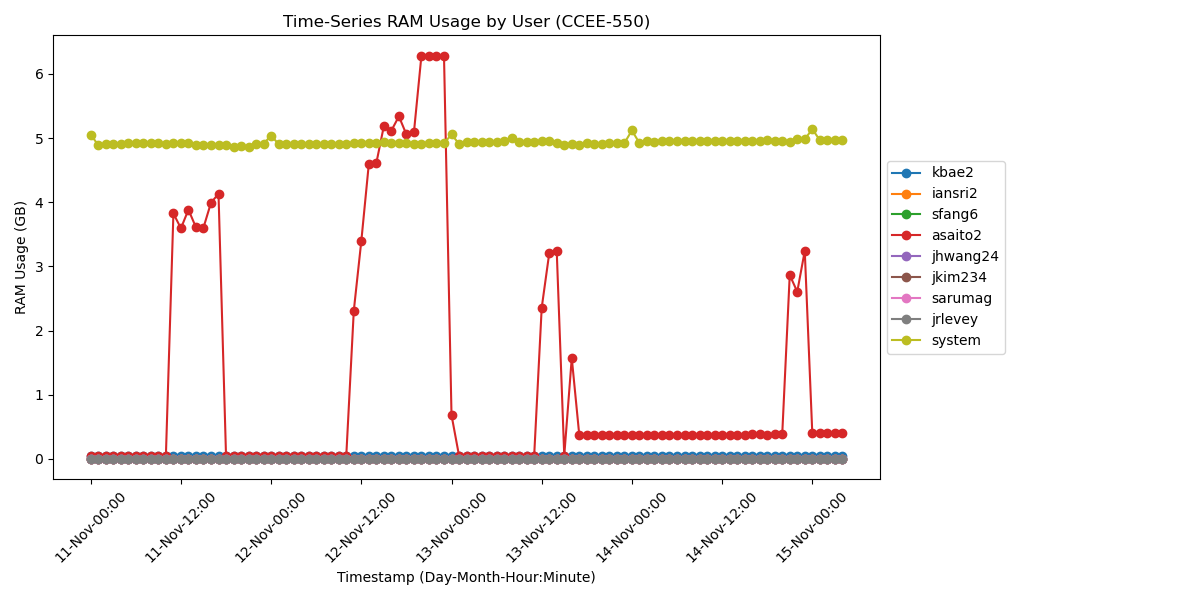 Time-Series RAM Usage by User (CCEE-550)
RAM Usage (GB)
6
5
4
3
2
1
0
11-Nov-00:00
11-Nov-12:00
12-Nov-00:00
12-Nov-12:00
13-Nov-00:00
13-Nov-12:00
14-Nov-00:00
14-Nov-12:00
15-Nov-00:00
Timestamp (Day-Month-Hour:Minute)
kbae2
iansri2
sfang6
asaito2
jhwang24
jkim234
sarumag
jrlevey
system